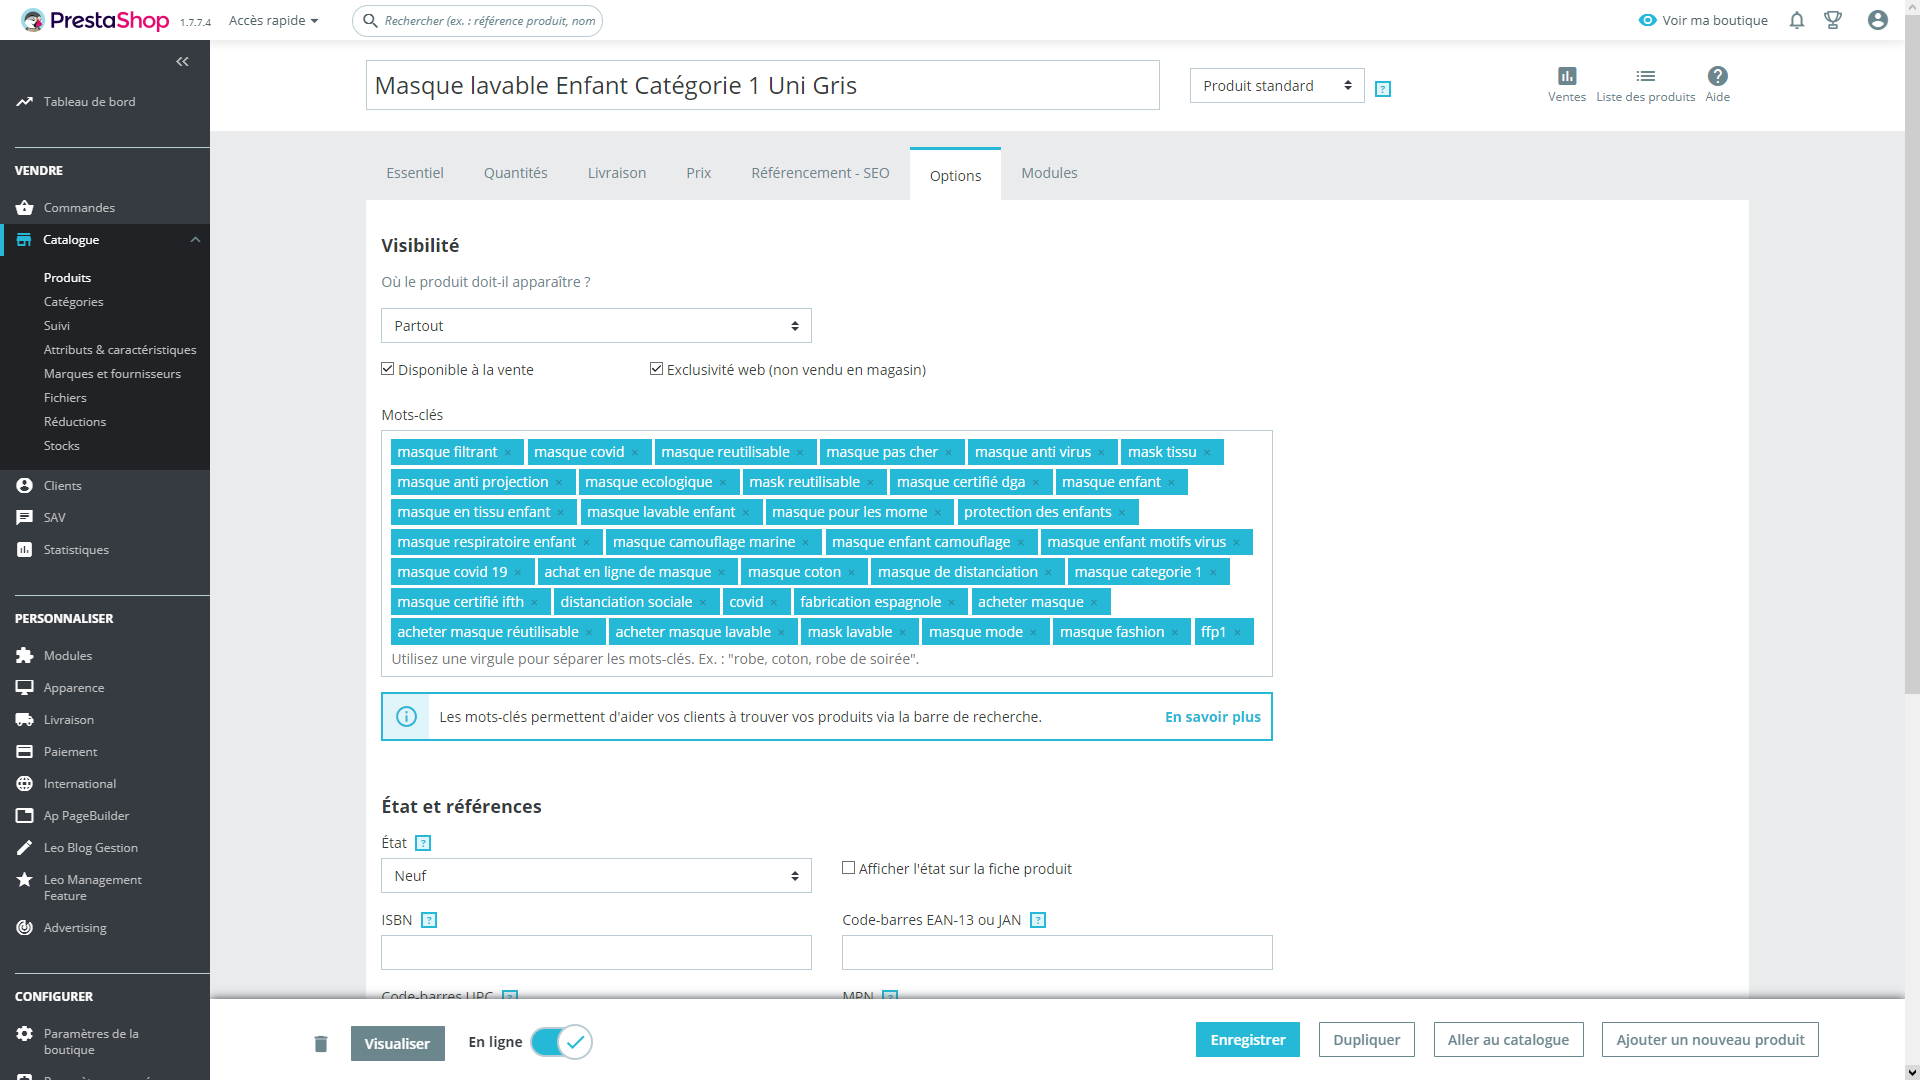 PrestaShop 1.7.7.4 Accès rapide Rechercher (ex. : référence produit, nom Voir ma boutique
Masque lavable Enfant Catégorie 1 Uni Gris Produit standard ?
Ventes Liste des produits Aide
Tableau de bord
VENDRE
Commandes
Catalogue
Produits
Catégories
Suivi
Attributs & caractéristiques
Marques et fournisseurs
Fichiers
Réductions
Stocks
Clients
SAV
Statistiques
PERSONNALISER
Modules
Apparence
Livraison
Paiement
International
Ap PageBuilder
Leo Blog Gestion
Leo Management
Feature
Advertising
CONFIGURER
Paramètres de la
boutique
Essentiel Quantités Livraison Prix Référencement - SEO Options Modules
Visibilité
Où le produit doit-il apparaître ?
Partout
Disponible à la vente Exclusivité web (non vendu en magasin)
Mots-clés
masque filtrant × masque covid × masque reutilisable × masque pas cher × masque anti virus × mask tissu ×
masque anti projection × masque ecologique × mask reutilisable × masque certifié dga × masque enfant ×
masque en tissu enfant × masque lavable enfant × masque pour les mome × protection des enfants ×
masque respiratoire enfant × masque camouflage marine × masque enfant camouflage × masque enfant motifs virus ×
masque covid 19 × achat en ligne de masque × masque coton × masque de distanciation × masque categorie 1 ×
masque certifié ifth × distanciation sociale × covid × fabrication espagnole × acheter masque ×
acheter masque réutilisable × acheter masque lavable × mask lavable × masque mode × masque fashion × ffp1 ×
Utilisez une virgule pour séparer les mots-clés. Ex. : "robe, coton, robe de soirée".
Les mots-clés permettent d'aider vos clients à trouver vos produits via la barre de recherche. En savoir plus
État et références
État ?
Neuf Afficher l'état sur la fiche produit
ISBN ? Code-barres EAN-13 ou JAN ?
Code-barres UPC ? MPN ?
Visualiser En ligne Enregistrer Dupliquer Aller au catalogue Ajouter un nouveau produit